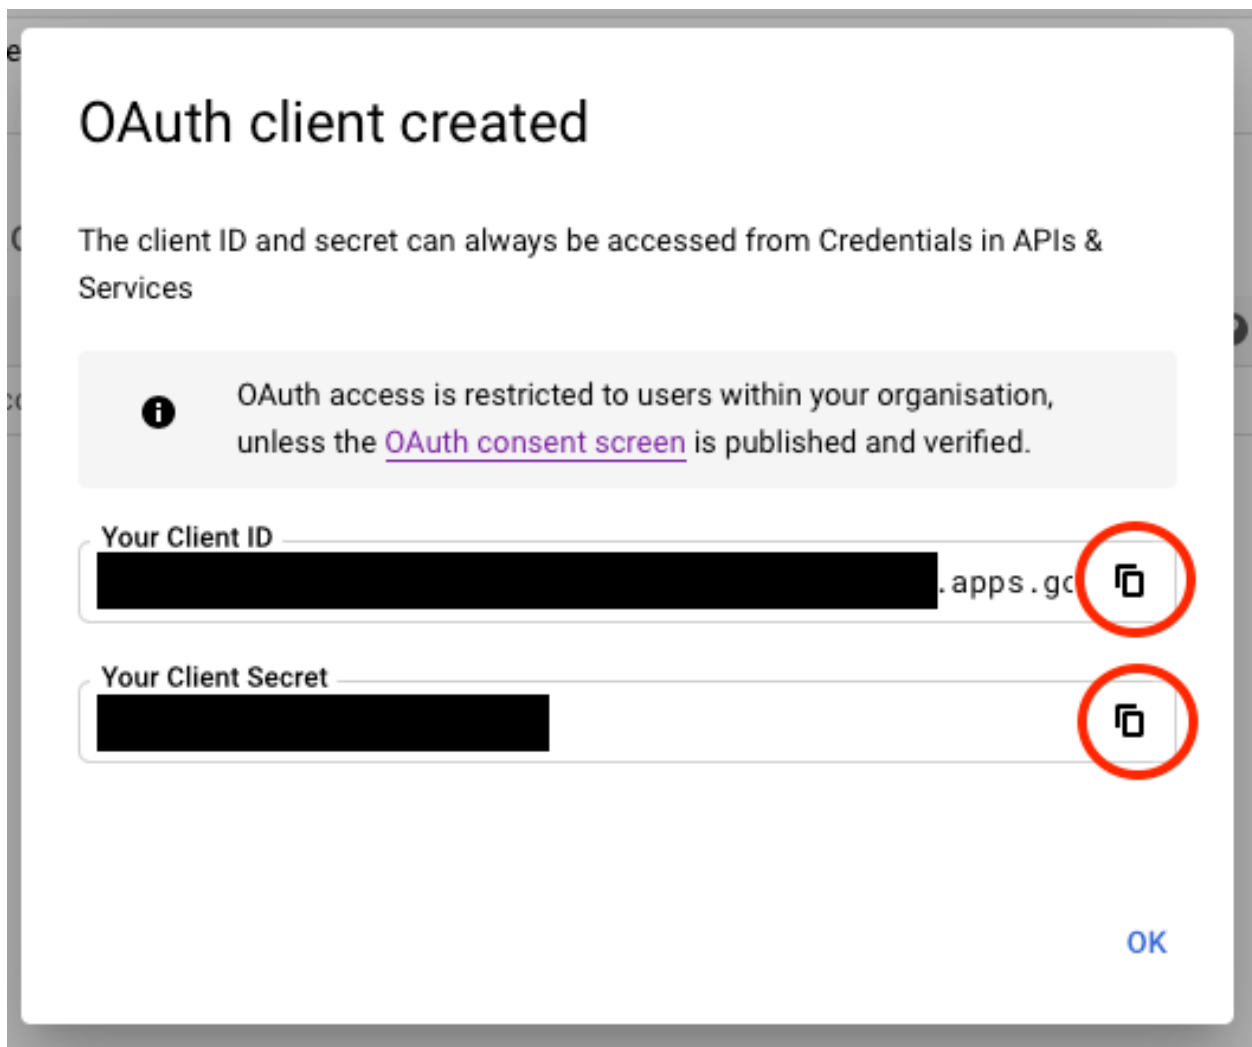 OAuth client created
The client ID and secret can always be accessed from Credentials in APIs &
Services
OAuth access is restricted to users within your organisation,
unless the OAuth consent screen is published and verified.
Your Client ID
.apps.go
Your Client Secret
OK